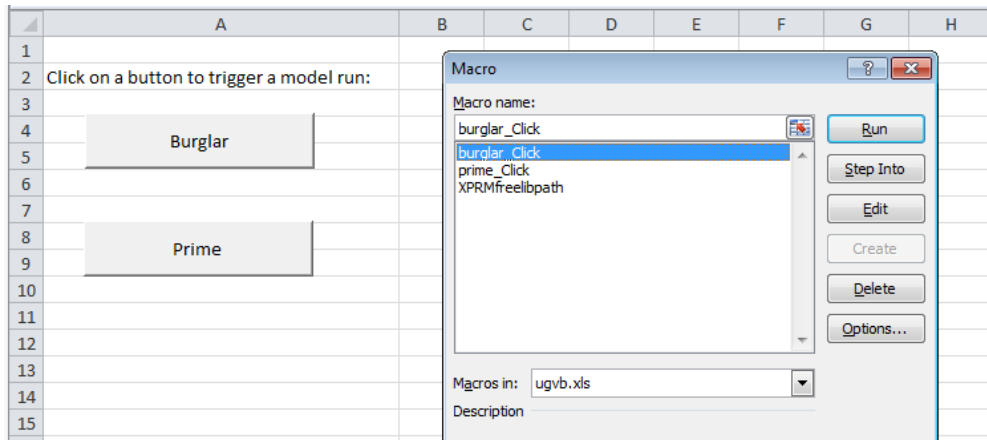 A B C D E F G H
1
2 Click on a button to trigger a model run:
3
4
5
6
7
8
9
10
11
12
13
14
15
Burglar
Prime
Macro
?
Macro name:
burglar_Click
burglar_Click
prime_Click
XPRMfreelibpath
Run
Step Into
Edit
Create
Delete
Options...
Macros in: ugvb.xls
Description